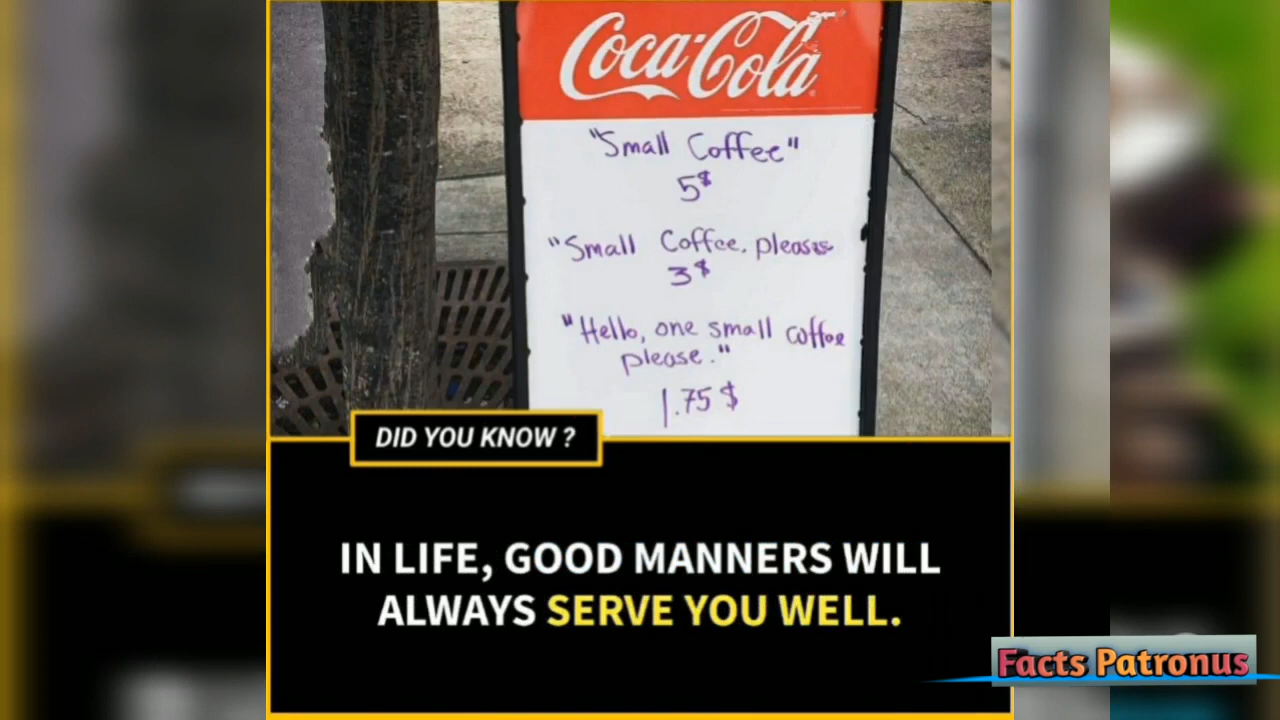 Coca-Cola
"Small Coffee"
5$
"Small Coffee, please"
3$
"Hello, one small coffee
please."
1.75 $
DID YOU KNOW ?
IN LIFE, GOOD MANNERS WILL
ALWAYS SERVE YOU WELL.
Facts Patronus